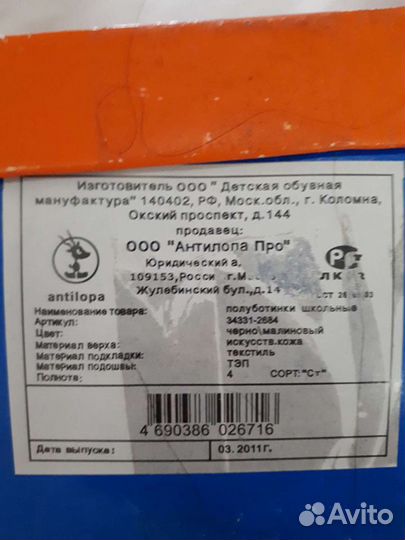 Изготовитель ООО " Детская обувная
мануфактура" 140402, РФ, Моск.обл., г. Коломна,
Окский проспект, д.144
продавец:
ООО "Антилопа Про"
Юридический а
109153,Росси г.М
Жулебинский бул.,д.14
antilopa
РСТ
Наименование товара: полуботинки школьные
Артикул: 34331-2684
Цвет: черно\малиновый
Материал верха: искусств.кожа
Материал подкладки: текстиль
Материал подошвы: ТЭП
Полнота: 4 СОРТ:"Ст"
4 690386 026716
Дата выпуска: 03.2011г.
Avito